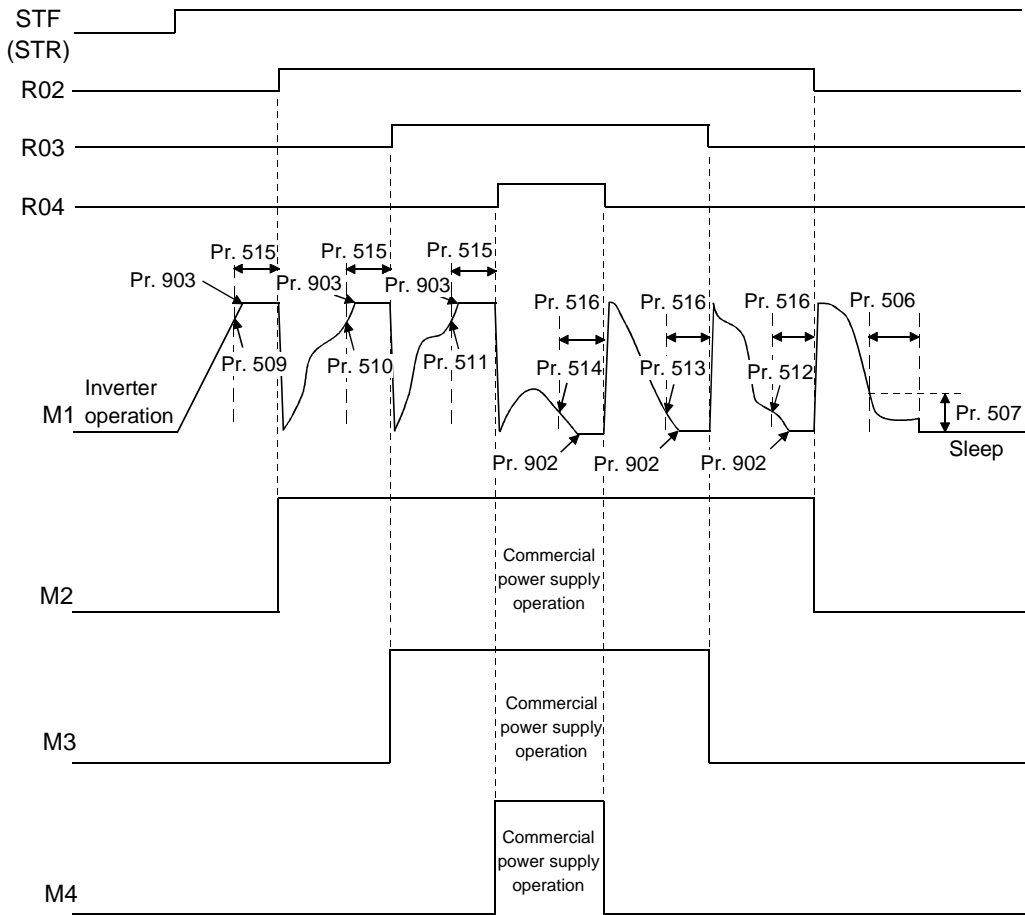 STF
(STR)
R02
R03
R04
Pr. 515
Pr. 515
Pr. 515
Pr. 903
Pr. 903
Pr. 903
Pr. 516
Pr. 516
Pr. 516
Pr. 506
Pr. 509
Pr. 510
Pr. 511
Pr. 514
Pr. 513
Pr. 512
Pr. 507
Inverter
operation
M1
Sleep
Pr. 902
Pr. 902
Pr. 902
Commercial
power supply
operation
M2
Commercial
power supply
operation
M3
Commercial
power supply
operation
M4